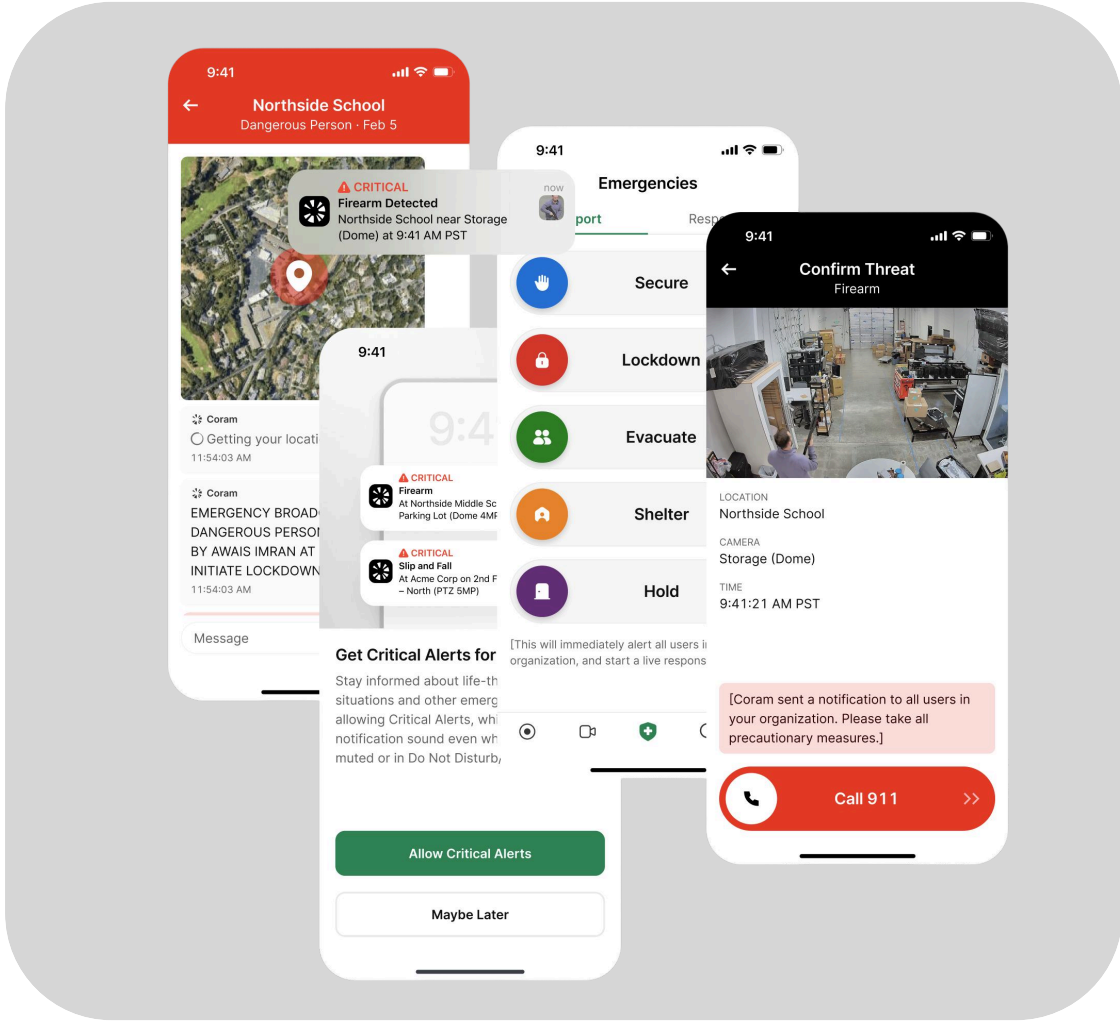 9:41
Northside School
Dangerous Person · Feb 5
CRITICAL
now
Firearm Detected
Northside School near Storage
(Dome) at 9:41 AM PST
Coram
Getting your locati
11:54:03 AM
Coram
EMERGENCY BROAD
DANGEROUS PERSO
BY AWAIS IMRAN AT
INITIATE LOCKDOWN
11:54:03 AM
Message
9:41
9:4
CRITICAL
Firearm
At Northside Middle Sc
Parking Lot (Dome 4MP
CRITICAL
Slip and Fall
At Acme Corp on 2nd F
– North (PTZ 5MP)
Get Critical Alerts for
Stay informed about life-th
situations and other emerg
allowing Critical Alerts, whi
notification sound even wh
muted or in Do Not Disturb/
Allow Critical Alerts
Maybe Later
9:41
Emergencies
port
Resp
Secure
Lockdown
Evacuate
Shelter
Hold
[This will immediately alert all users i
organization, and start a live respons
9:41
Confirm Threat
Firearm
LOCATION
Northside School
CAMERA
Storage (Dome)
TIME
9:41:21 AM PST
[Coram sent a notification to all users in
your organization. Please take all
precautionary measures.]
Call 911